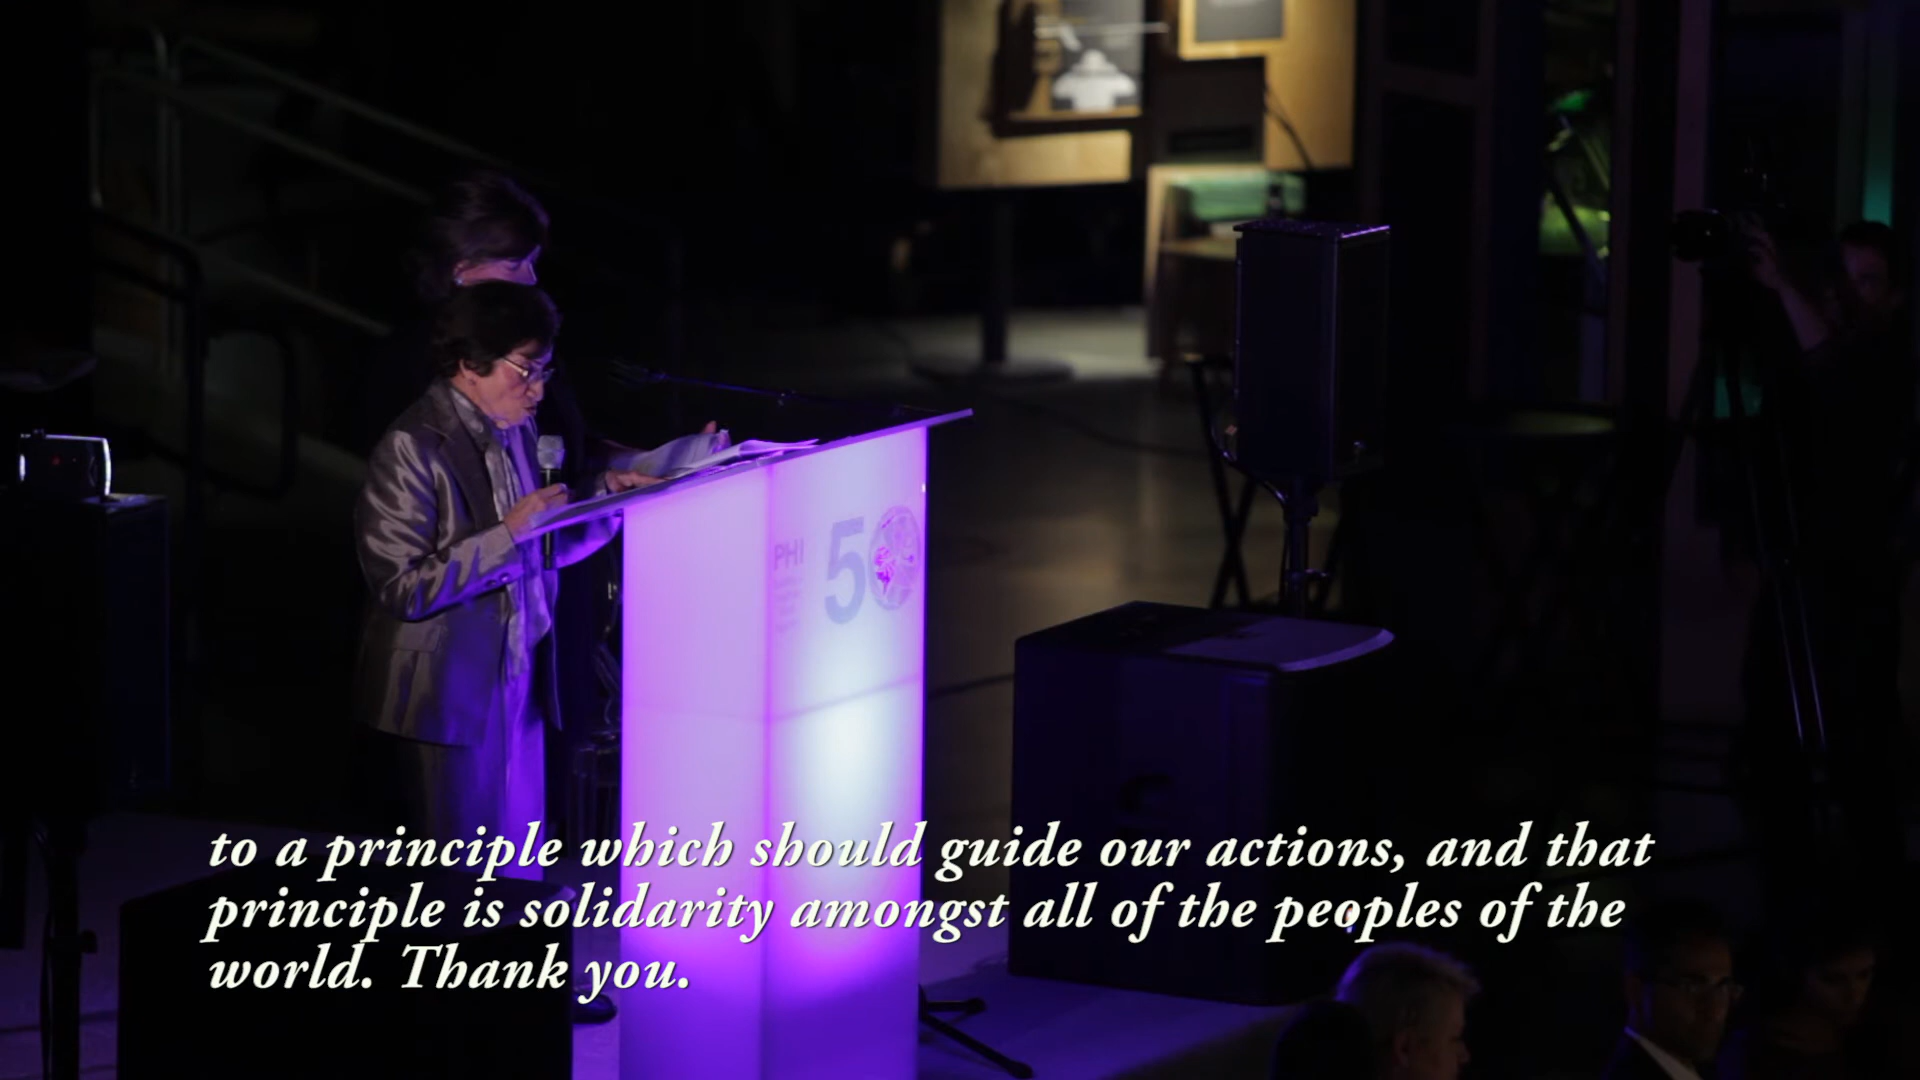 PHI 50
to a principle which should guide our actions, and that
principle is solidarity amongst all of the peoples of the
world. Thank you.